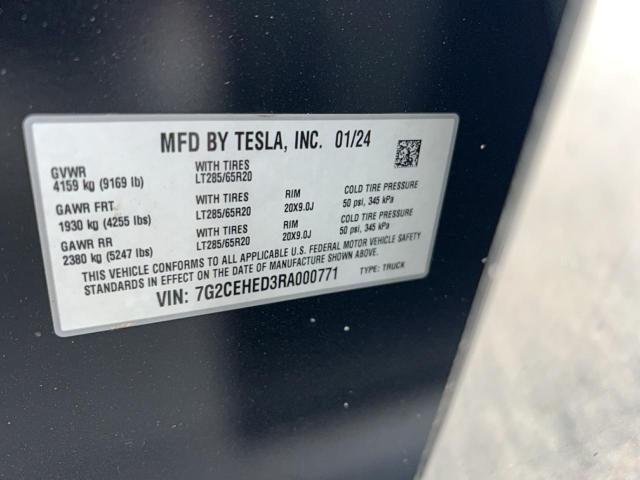 MFD BY TESLA, INC. 01/24
GVWR WITH TIRES
4159 kg (9169 lb) LT285/65R20
GAWR FRT WITH TIRES RIM COLD TIRE PRESSURE
1930 kg (4255 lbs) LT285/65R20 20X9.0J 50 psi, 345 kPa
GAWR RR WITH TIRES RIM COLD TIRE PRESSURE
2380 kg (5247 lbs) LT285/65R20 20X9.0J 50 psi, 345 kPa
THIS VEHICLE CONFORMS TO ALL APPLICABLE U.S. FEDERAL MOTOR VEHICLE SAFETY
STANDARDS IN EFFECT ON THE DATE OF MANUFACTURE SHOWN ABOVE.
VIN: 7G2CEHED3RA000771 TYPE: TRUCK